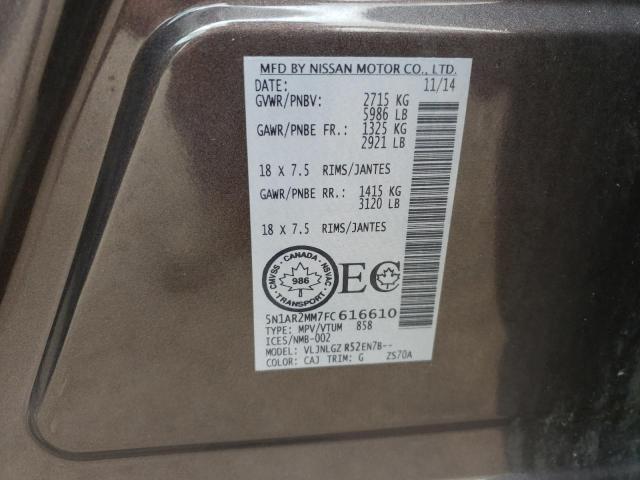 MFD BY NISSAN MOTOR CO., LTD.
DATE: 11/14
GVWR/PNBV: 2715 KG
5986 LB
GAWR/PNBE FR.: 1325 KG
2921 LB
18 x 7.5 RIMS/JANTES
GAWR/PNBE RR.: 1415 KG
3120 LB
18 x 7.5 RIMS/JANTES
CMVSS - CANADA - NSVAC
986
TRANSPORT
EC
5N1AR2MM7FC616610
TYPE: MPV/VTUM 858
ICES/NMB-002
MODEL: VLJNLGZ R52EN7B--
COLOR: CAJ TRIM: G ZS70A